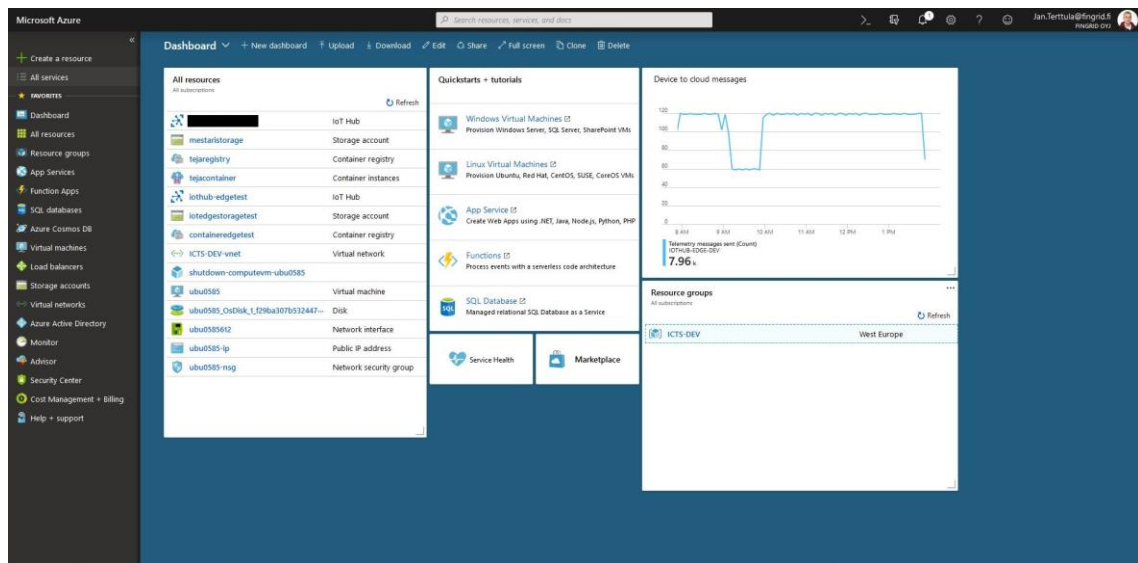 Microsoft Azure
Search resources, services, and docs
1
Jan.Terttula@fingrid.fi
FINGRID OYJ
«
Create a resource
All services
FAVORITES
Dashboard
All resources
Resource groups
App Services
Function Apps
SQL databases
Azure Cosmos DB
Virtual machines
Load balancers
Storage accounts
Virtual networks
Azure Active Directory
Monitor
Advisor
Security Center
Cost Management + Billing
Help + support
Dashboard
+ New dashboard
Upload
Download
Edit
Share
Full screen
Clone
Delete
All resources
All subscriptions
Refresh
IoT Hub
mestaristorage Storage account
tejaregistry Container registry
tejacontainer Container instances
iothub-edgetest IoT Hub
iotedgestoragetest Storage account
containeredgetest Container registry
ICTS-DEV-vnet Virtual network
shutdown-computevm-ubu0585
ubu0585 Virtual machine
ubu0585_OsDisk_1_f29ba307b532447--- Disk
ubu0585612 Network interface
ubu0585-ip Public IP address
ubu0585-nsg Network security group
Quickstarts + tutorials
Windows Virtual Machines
Provision Windows Server, SQL Server, SharePoint VMs
Linux Virtual Machines
Provision Ubuntu, Red Hat, CentOS, SUSE, CoreOS VMs
App Service
Create Web Apps using .NET, Java, Node.js, Python, PHP
Functions
Process events with a serverless code architecture
SQL
SQL Database
Managed relational SQL Database as a Service
Service Health
Marketplace
Device to cloud messages
120
100
80
60
40
20
0
8 AM 9 AM 10 AM 11 AM 12 PM 1 PM
Telemetry messages sent (Count)
IOTHUB-EDGE-DEV
7.96 k
Resource groups
All subscriptions
Refresh
ICTS-DEV West Europe